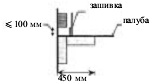 зашивка
палуба
≤ 100 мм
450 мм